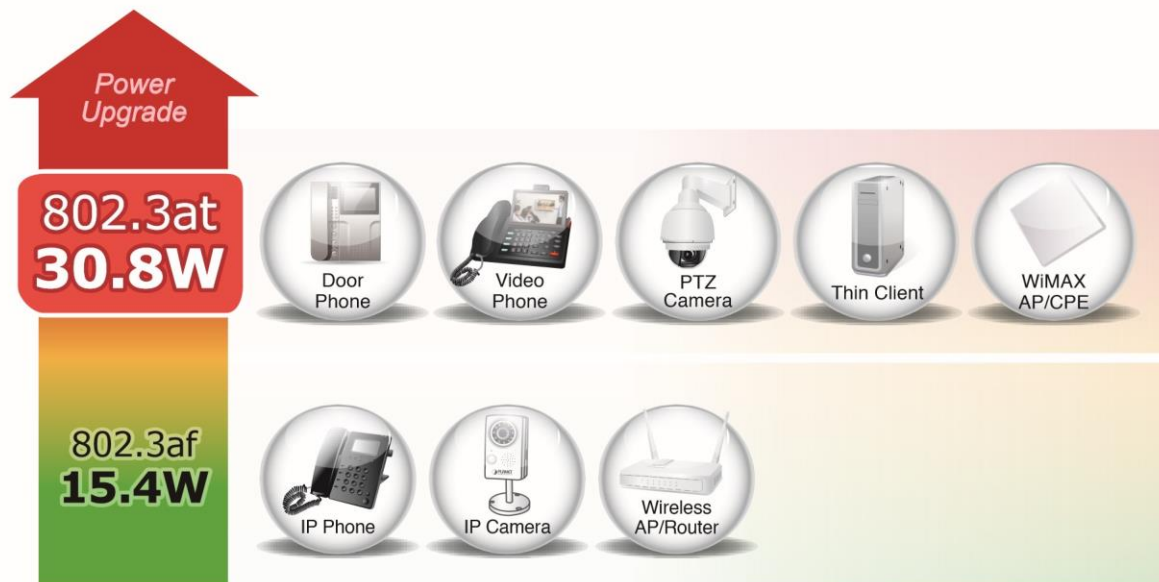 Power
Upgrade
802.3at
30.8W
Door
Phone
Video
Phone
PTZ
Camera
Thin Client
WiMAX
AP/CPE
802.3af
15.4W
IP Phone
PLANET
IP Camera
Wireless
AP/Router